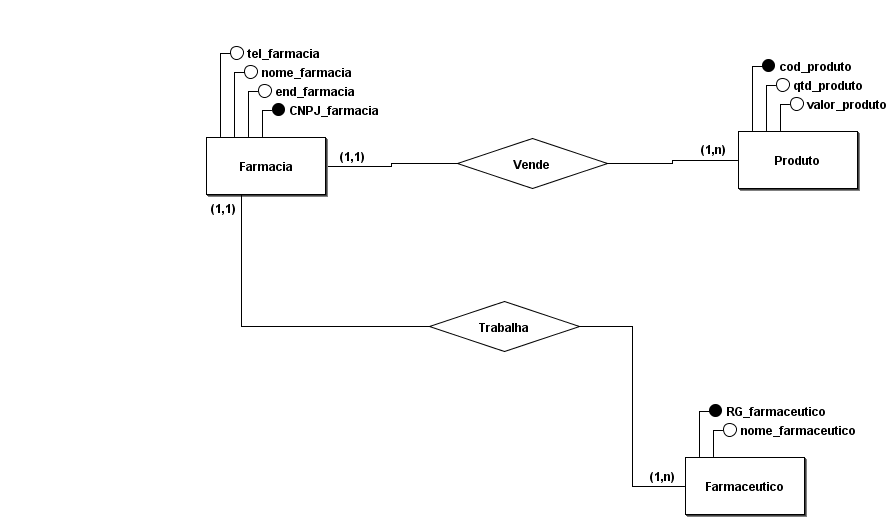 tel_farmacia
nome_farmacia
end_farmacia
CNPJ_farmacia
Farmacia
(1,1)
Vende
(1,n)
cod_produto
qtd_produto
valor_produto
Produto
(1,1)
Trabalha
(1,n)
RG_farmaceutico
nome_farmaceutico
Farmaceutico